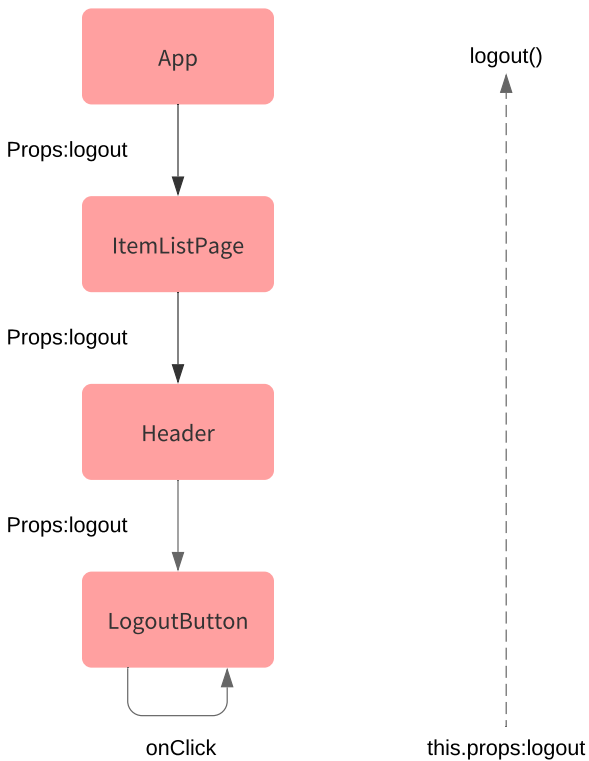 App
logout()
Props:logout
ItemListPage
Props:logout
Header
Props:logout
LogoutButton
onClick
this.props:logout